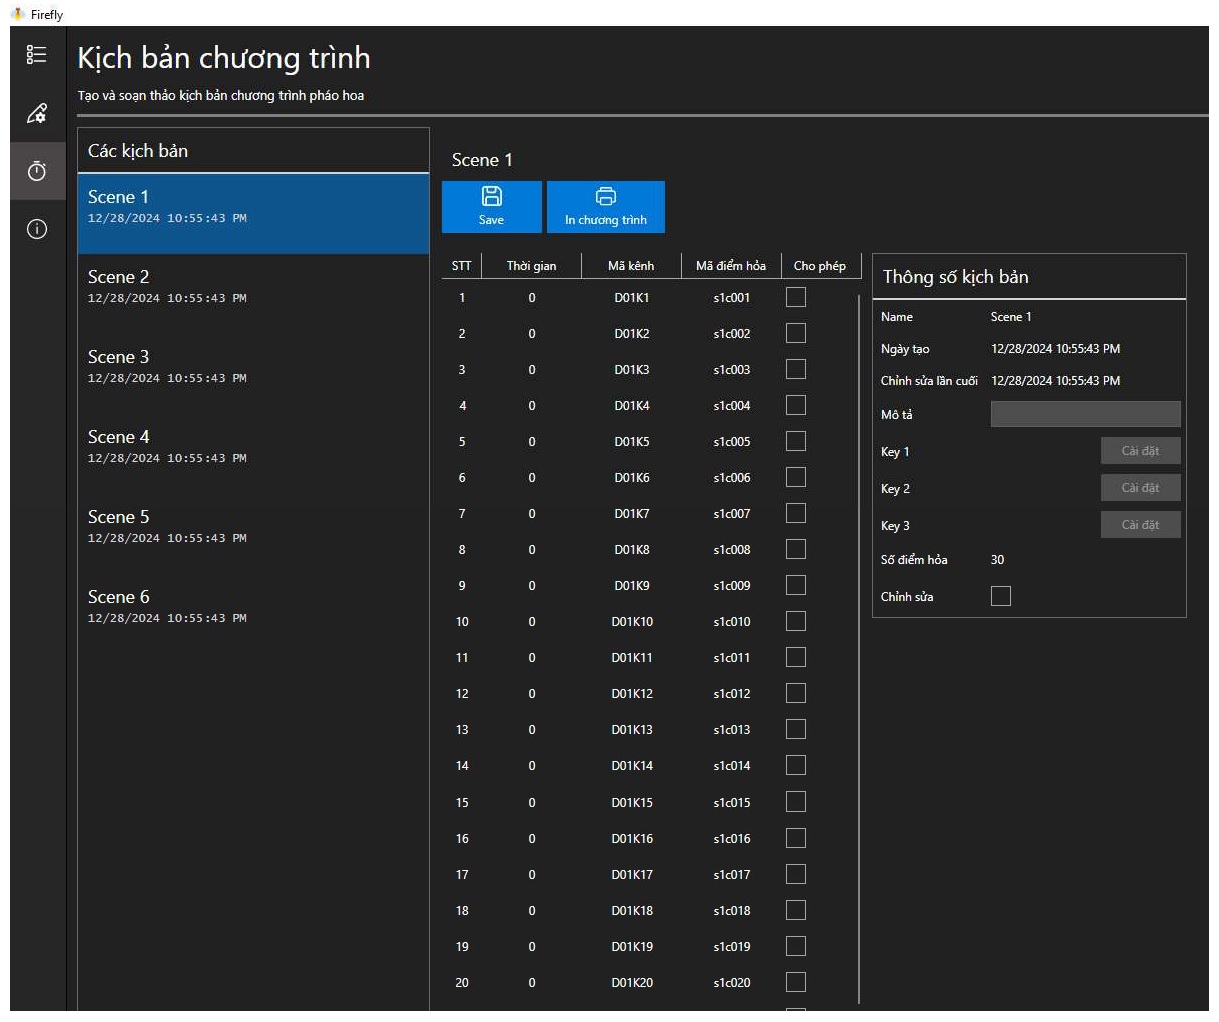 Firefly
Kịch bản chương trình
Tạo và soạn thảo kịch bản chương trình pháo hoa
Các kịch bản
Scene 1
12/28/2024 10:55:43 PM
Scene 2
12/28/2024 10:55:43 PM
Scene 3
12/28/2024 10:55:43 PM
Scene 4
12/28/2024 10:55:43 PM
Scene 5
12/28/2024 10:55:43 PM
Scene 6
12/28/2024 10:55:43 PM
Scene 1
Save
In chương trình
STT Thời gian Mã kênh Mã điểm hỏa Cho phép
1 0 D01K1 s1c001
2 0 D01K2 s1c002
3 0 D01K3 s1c003
4 0 D01K4 s1c004
5 0 D01K5 s1c005
6 0 D01K6 s1c006
7 0 D01K7 s1c007
8 0 D01K8 s1c008
9 0 D01K9 s1c009
10 0 D01K10 s1c010
11 0 D01K11 s1c011
12 0 D01K12 s1c012
13 0 D01K13 s1c013
14 0 D01K14 s1c014
15 0 D01K15 s1c015
16 0 D01K16 s1c016
17 0 D01K17 s1c017
18 0 D01K18 s1c018
19 0 D01K19 s1c019
20 0 D01K20 s1c020
Thông số kịch bản
Name Scene 1
Ngày tạo 12/28/2024 10:55:43 PM
Chỉnh sửa lần cuối 12/28/2024 10:55:43 PM
Mô tả
Key 1 Cài đặt
Key 2 Cài đặt
Key 3 Cài đặt
Số điểm hỏa 30
Chỉnh sửa